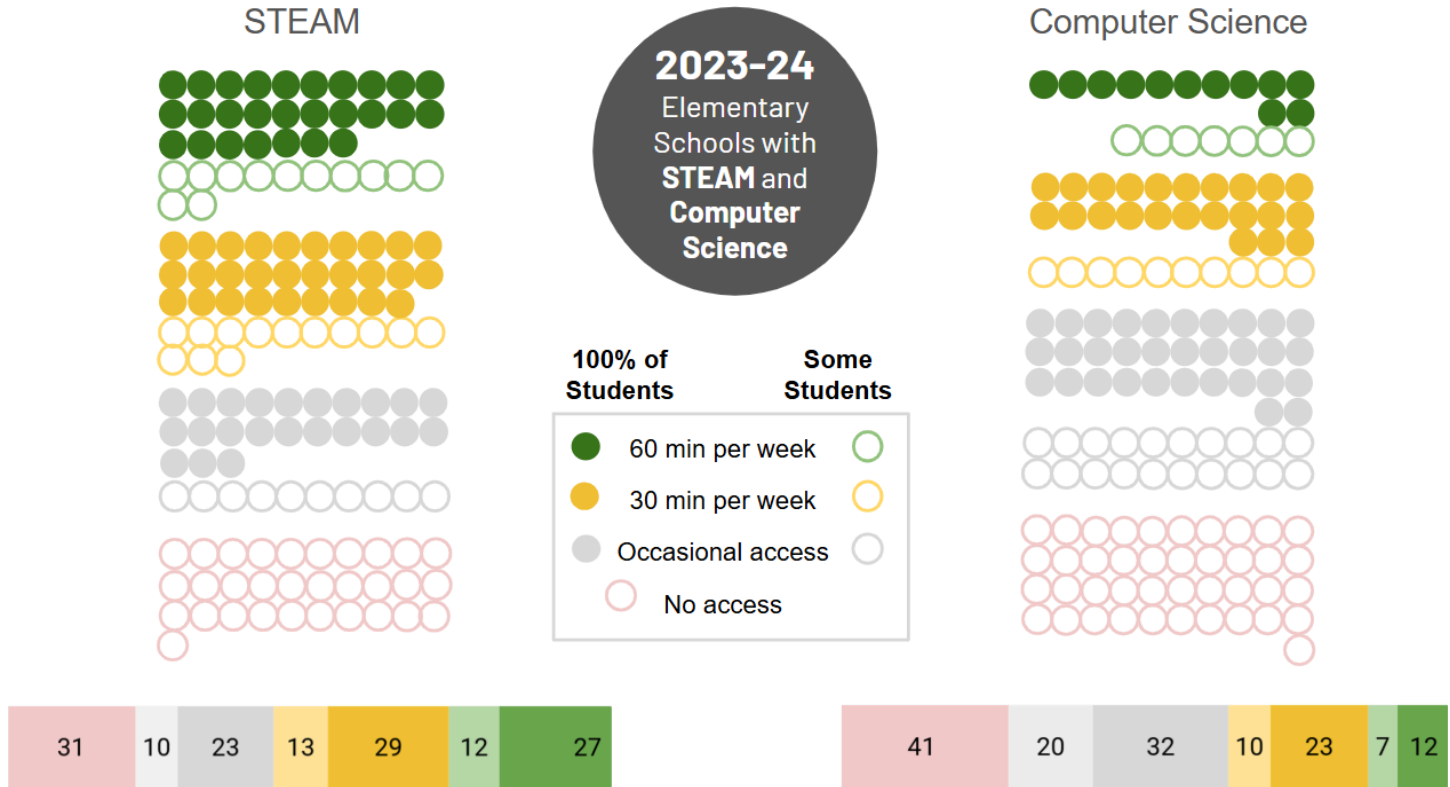 STEAM
2023-24
Elementary
Schools with
STEAM and
Computer
Science
Computer Science
100% of
Students
Some
Students
60 min per week
30 min per week
Occasional access
No access
31 10 23 13 29 12 27
41 20 32 10 23 7 12